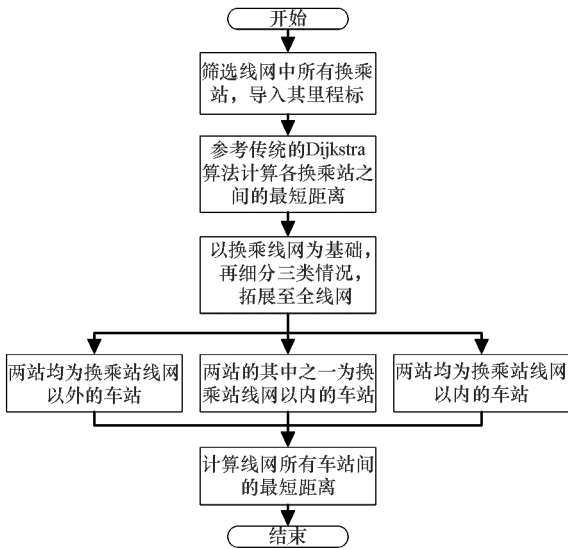 开始
筛选线网中所有换乘
站，导入其里程标
参考传统的Dijkstra
算法计算各换乘站之
间的最短距离
以换乘线网为基础，
再细分三类情况，
拓展至全线网
两站均为换乘站线网
以外的车站
两站的其中之一为换
乘站线网以内的车站
两站均为换乘站线网
以内的车站
计算线网所有车站间
的最短距离
结束